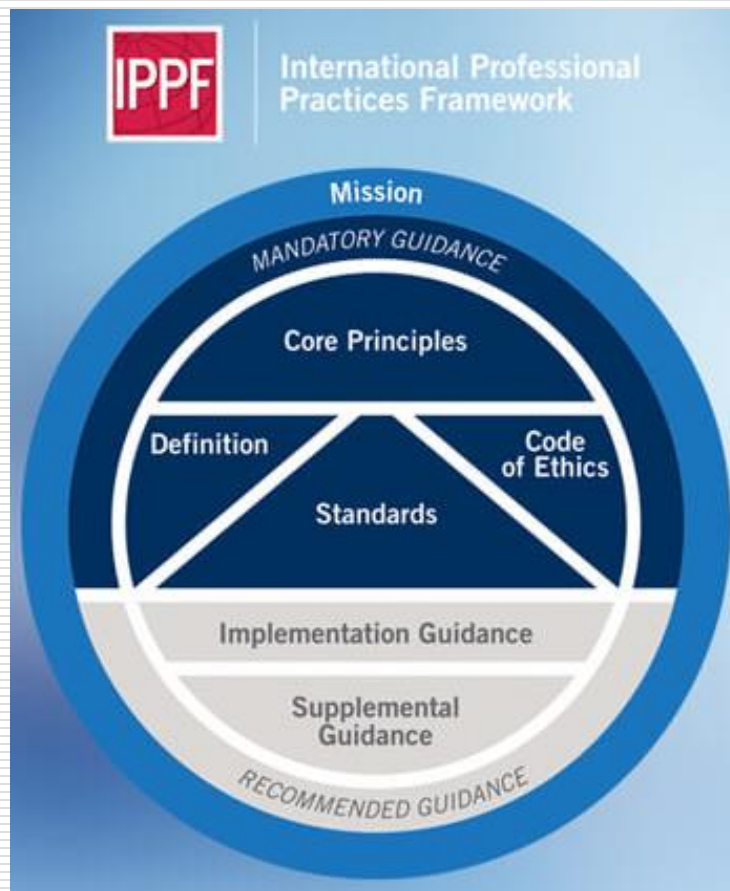 IPPF
International Professional
Practices Framework
Mission
MANDATORY GUIDANCE
Core Principles
Definition
Code
of Ethics
Standards
Implementation Guidance
Supplemental
Guidance
RECOMMENDED GUIDANCE